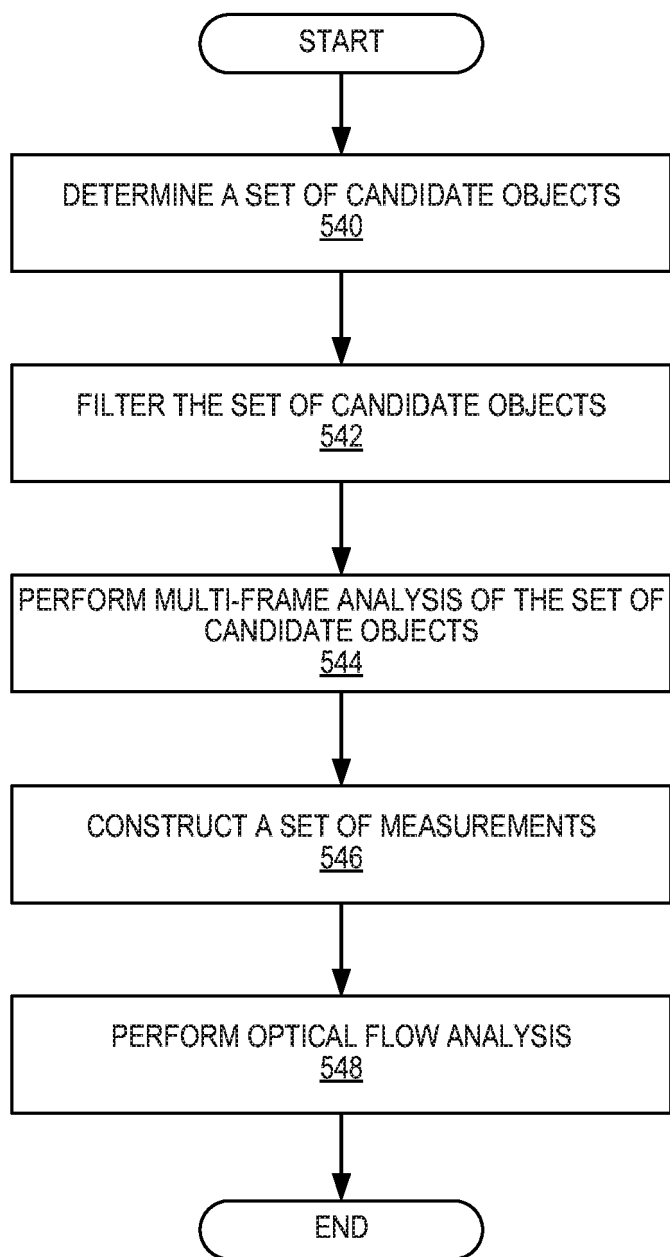 START
DETERMINE A SET OF CANDIDATE OBJECTS
540
FILTER THE SET OF CANDIDATE OBJECTS
542
PERFORM MULTI-FRAME ANALYSIS OF THE SET OF
CANDIDATE OBJECTS
544
CONSTRUCT A SET OF MEASUREMENTS
546
PERFORM OPTICAL FLOW ANALYSIS
548
END